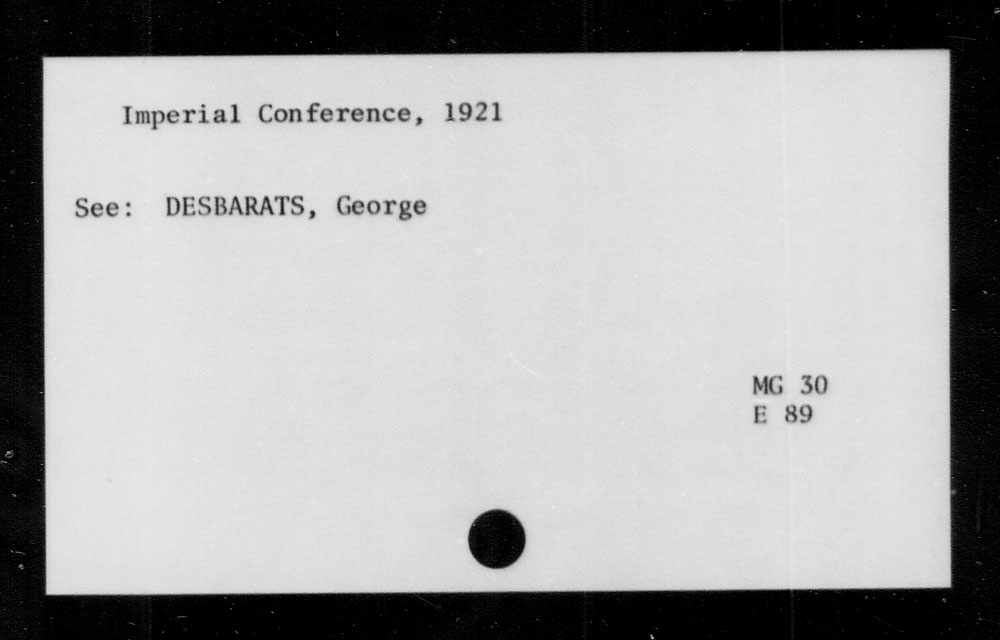 Imperial Conference, 1921
See: DESBARATS, George
MG 30
E 89